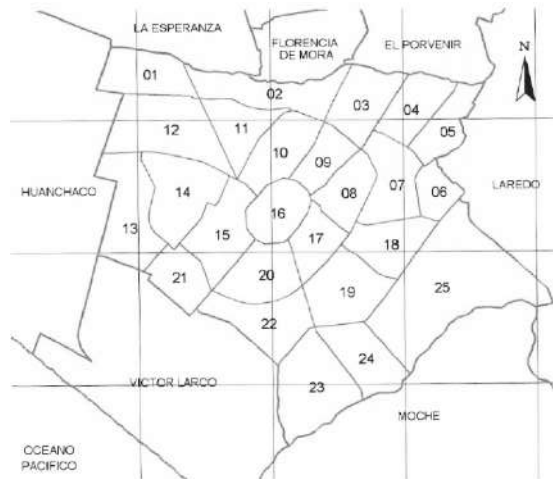 LA ESPERANZA
FLORENCIA
DE MORA
EL PORVENIR
N
01
02
03
04
05
12
11
10
09
08
07
06
HUANCHACO
LAREDO
14
13
15
16
17
18
21
20
19
25
22
24
23
VICTOR LARCO
MOCHE
OCEANO
PACIFICO